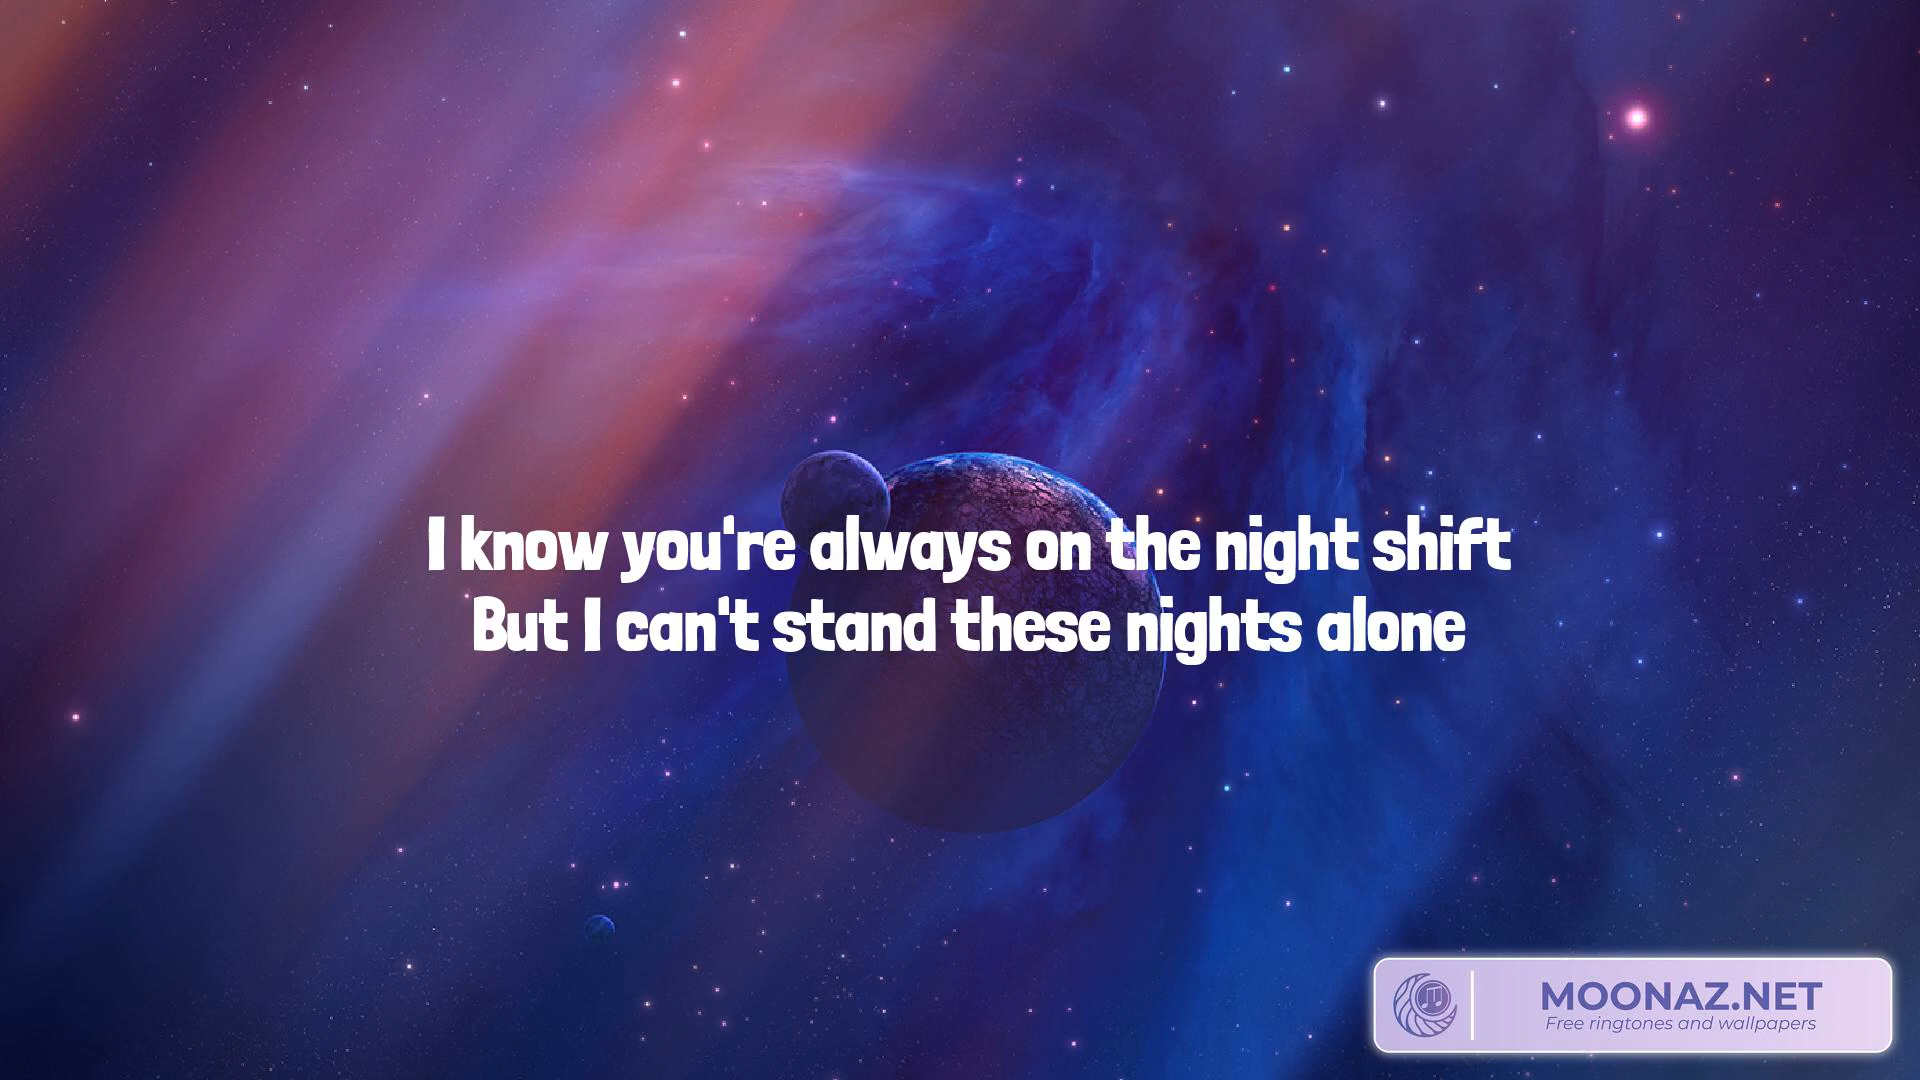 I know you're always on the night shift
But I can't stand these nights alone
MOONAZ.NET
Free ringtones and wallpapers